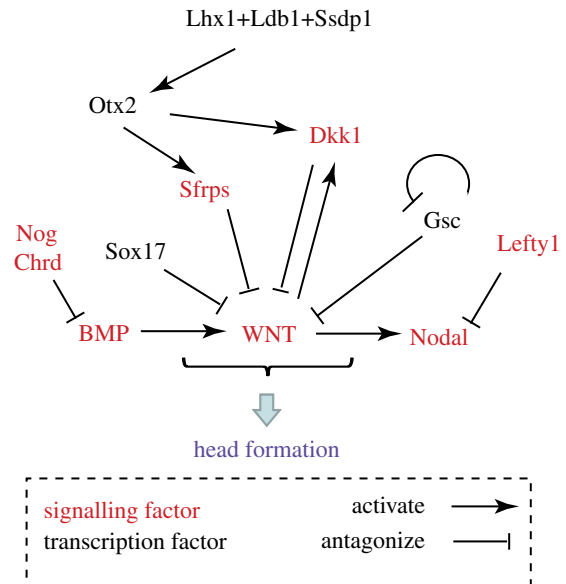 Lhx1+Ldb1+Ssdp1
Otx2
Dkk1
Sfrps
Gsc
Nog
Chrd
Sox17
Lefty1
BMP
WNT
Nodal
head formation
signalling factor
activate
transcription factor
antagonize